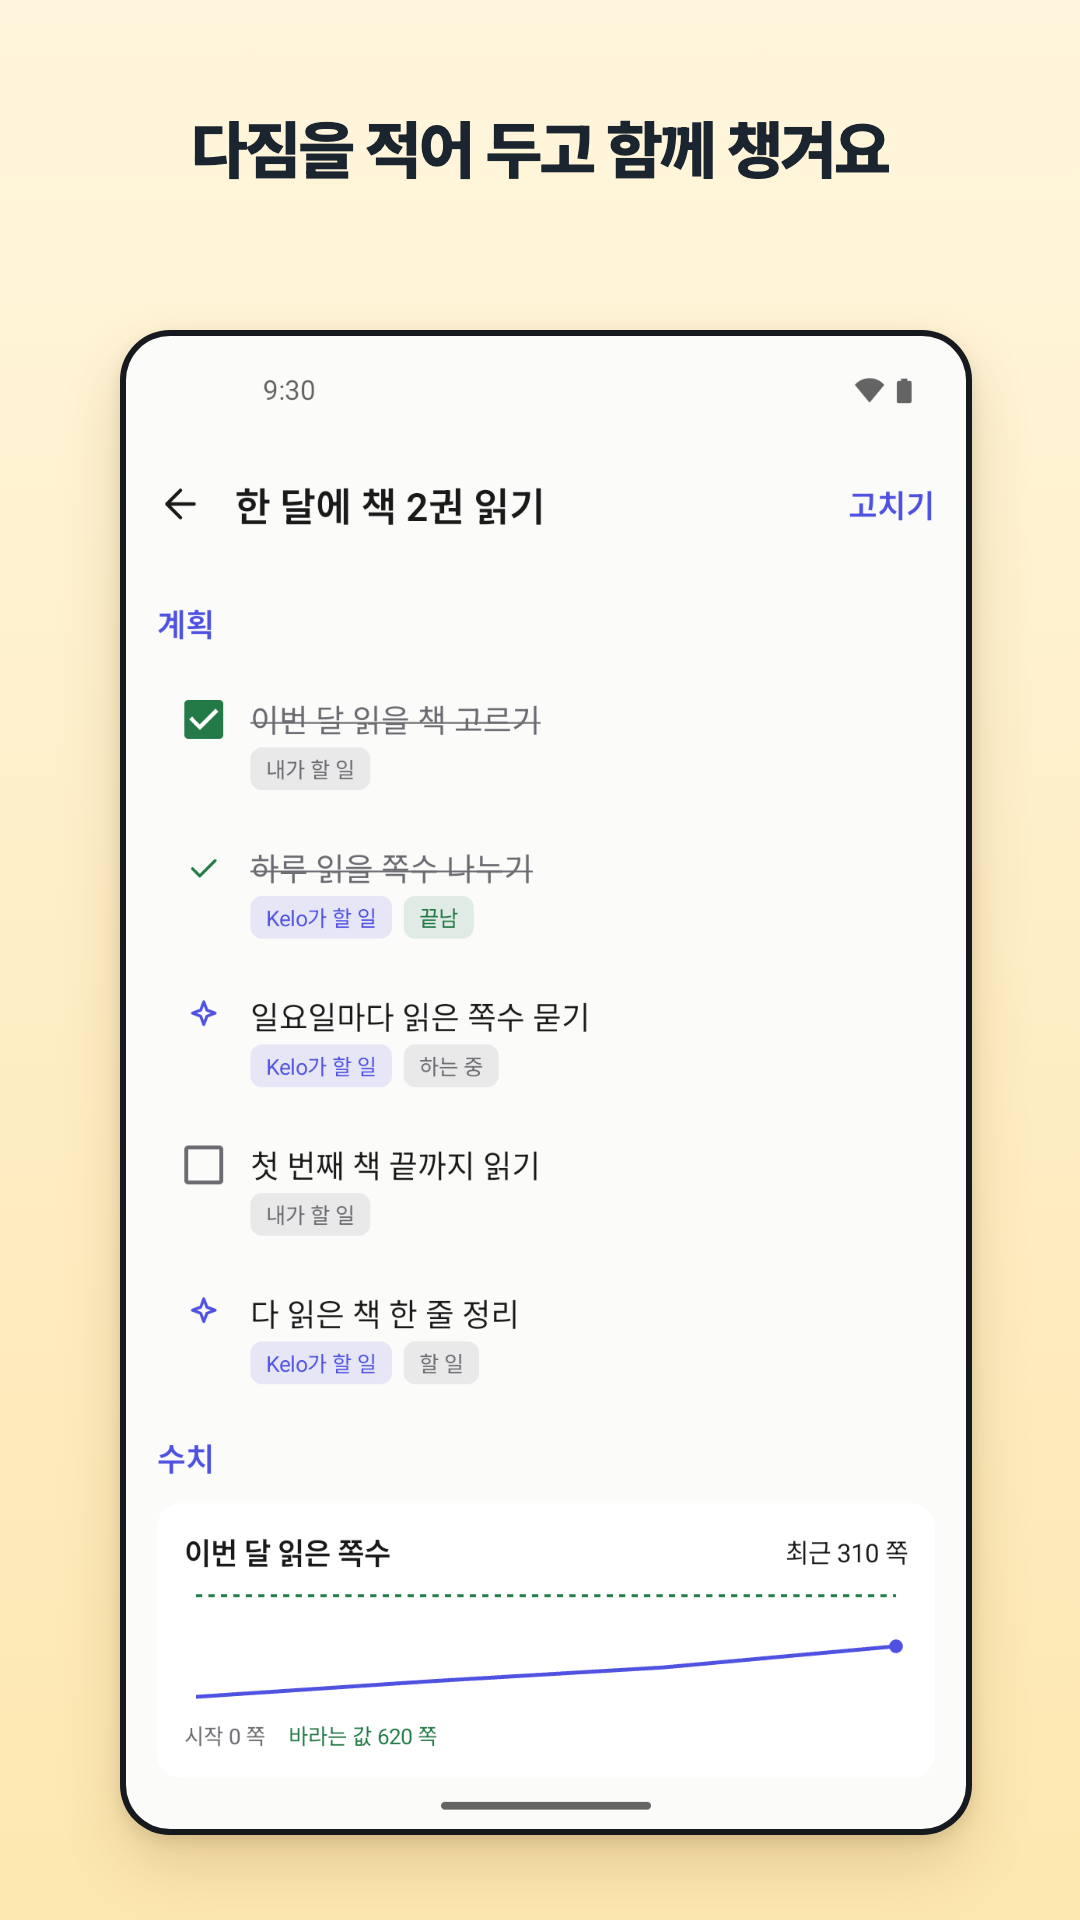 다짐을 적어 두고 함께 챙겨요
9:30
한 달에 책 2권 읽기
고치기
계획
이번 달 읽을 책 고르기
내가 할 일
하루 읽을 쪽수 나누기
Kelo가 할 일 끝남
일요일마다 읽은 쪽수 묻기
Kelo가 할 일 하는 중
첫 번째 책 끝까지 읽기
내가 할 일
다 읽은 책 한 줄 정리
Kelo가 할 일 할 일
수치
이번 달 읽은 쪽수 최근 310 쪽
시작 0 쪽 바라는 값 620 쪽